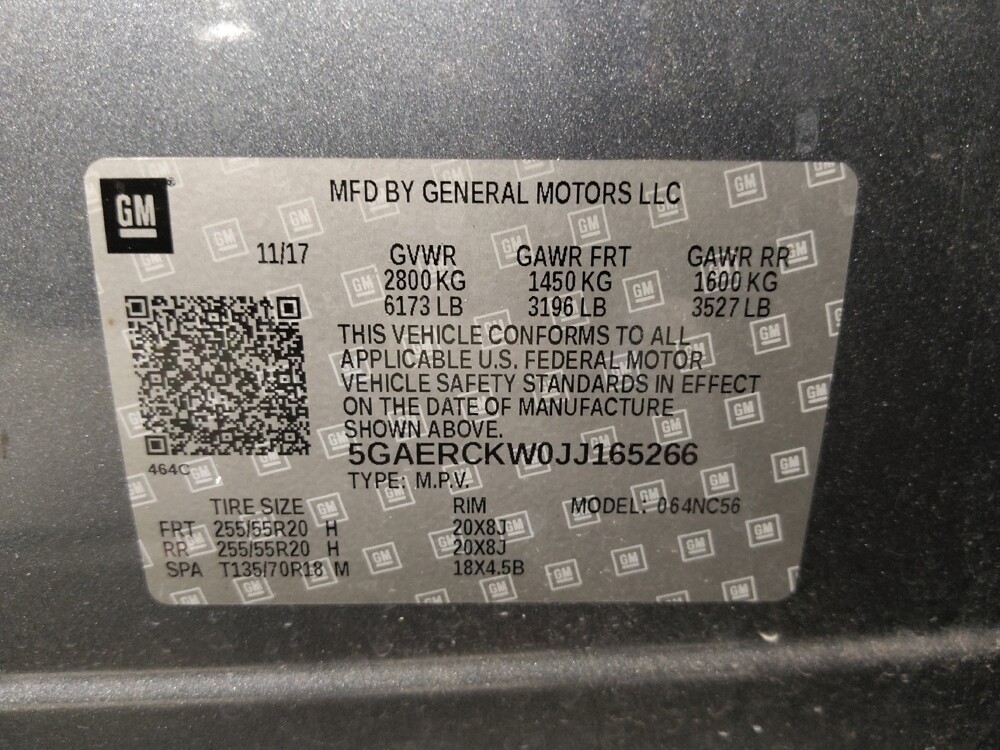 GM
MFD BY GENERAL MOTORS LLC
11/17 GVWR GAWR FRT GAWR RR
2800 KG 1450 KG 1600 KG
6173 LB 3196 LB 3527 LB
THIS VEHICLE CONFORMS TO ALL
APPLICABLE U.S. FEDERAL MOTOR
VEHICLE SAFETY STANDARDS IN EFFECT
ON THE DATE OF MANUFACTURE
SHOWN ABOVE.
464C
5GAERCKW0JJ165266
TYPE: M.P.V.
TIRE SIZE RIM MODEL: 064NC56
FRT 255/55R20 H 20X8J
RR 255/55R20 H 20X8J
SPA T135/70R18 M 18X4.5B